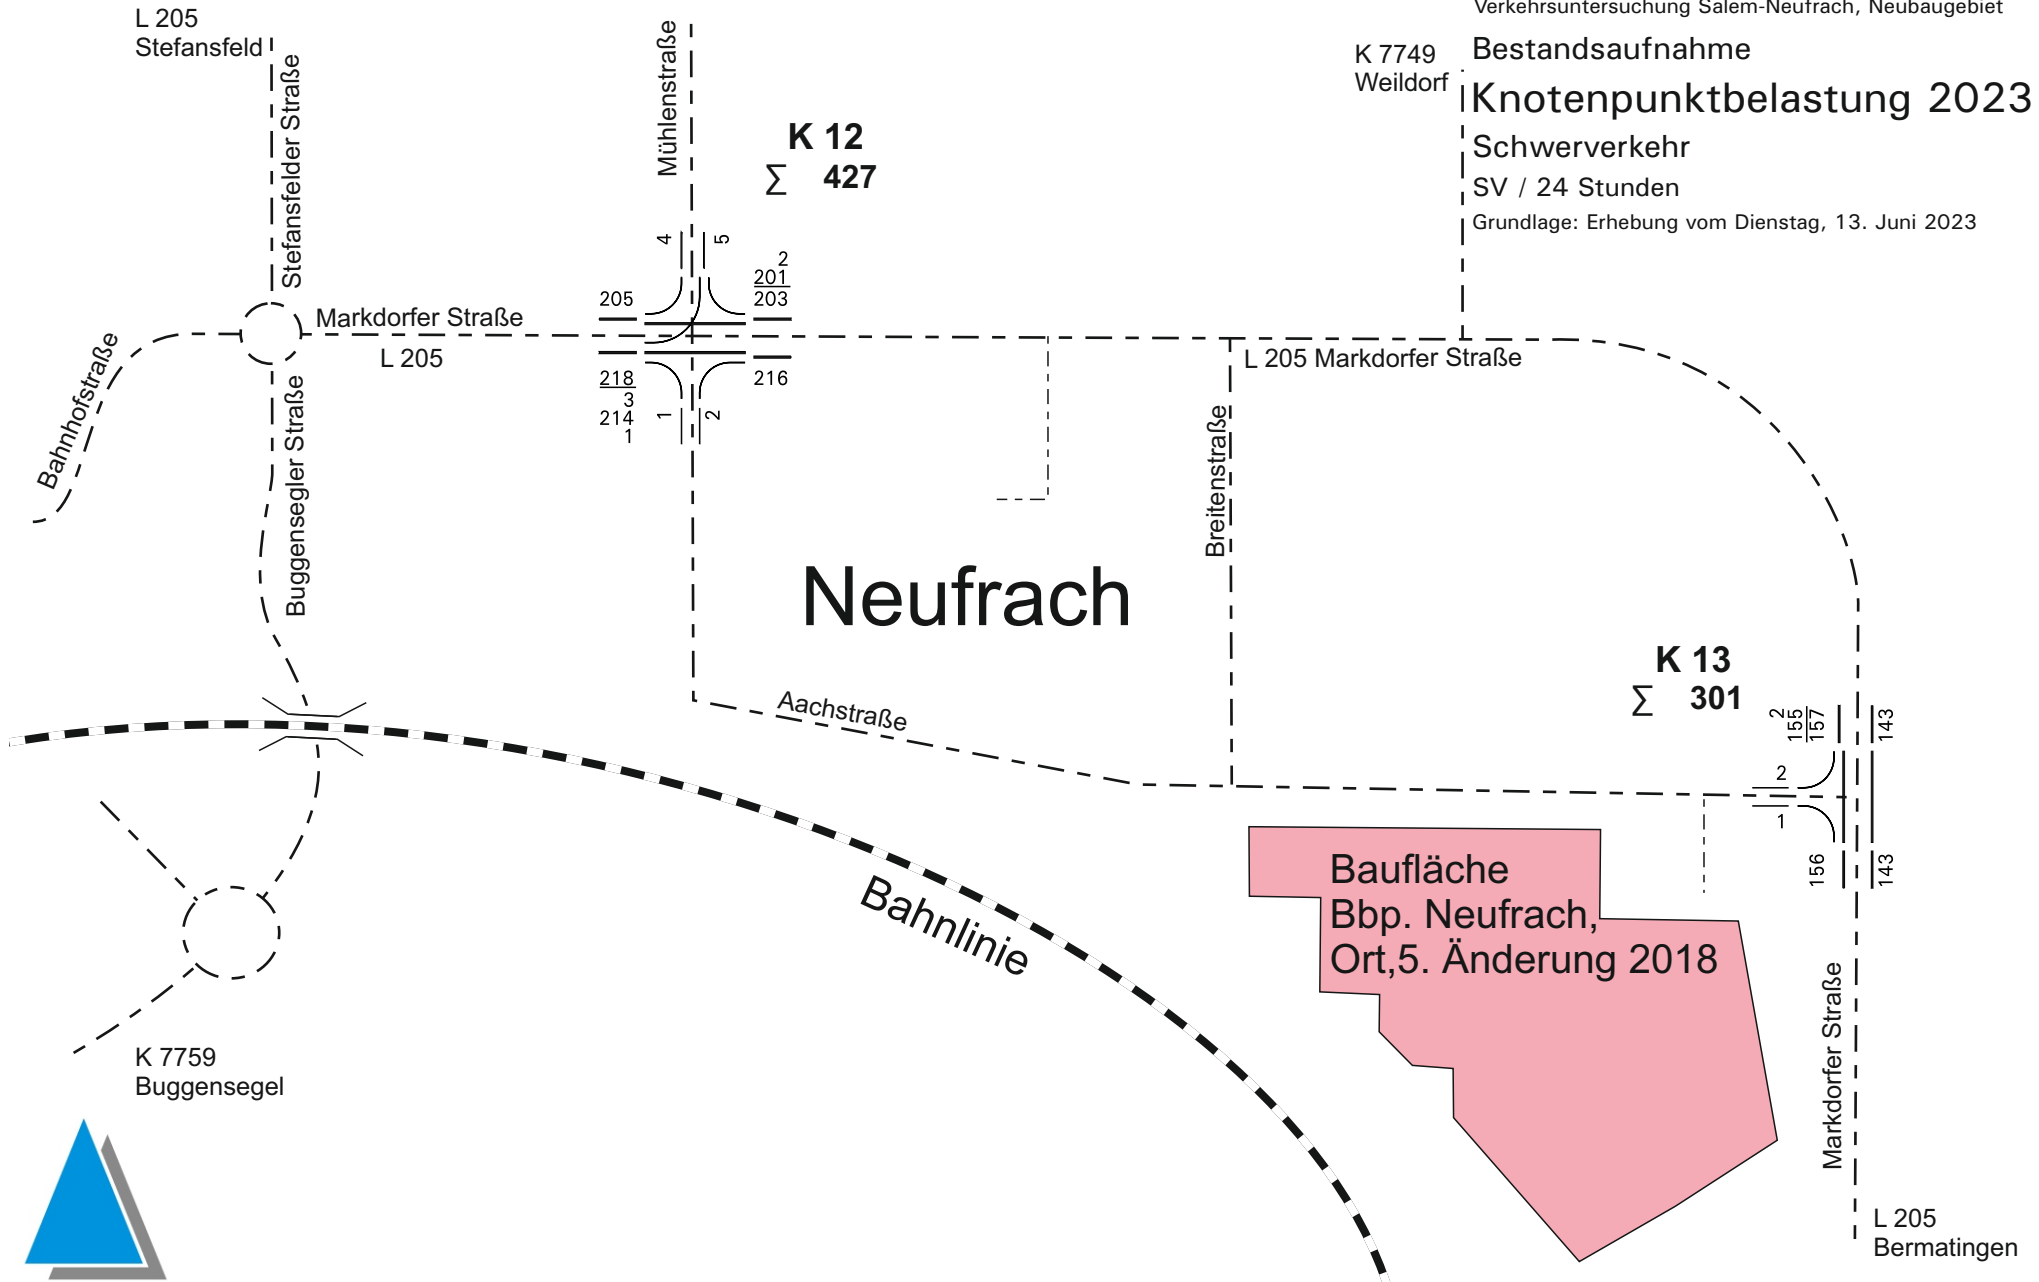 L 205
Stefansfeld
Stefansfelder Straße
Mühlenstraße
K 12
∑ 427
K 7749
Weildorf
Verkehrsuntersuchung Salem-Neufrach, Neubaugebiet
Bestandsaufnahme
Knotenpunktbelastung 2023
Schwerverkehr
SV / 24 Stunden
Grundlage: Erhebung vom Dienstag, 13. Juni 2023
4
5
2
201
203
205
Markdorfer Straße
L 205
218
3
214
1
1
2
216
L 205 Markdorfer Straße
Bahnhofstraße
Buggensegler Straße
Breitenstraße
Neufrach
K 13
∑ 301
Aachstraße
2
155
157
143
2
1
156
143
Bahnlinie
Baufläche
Bbp. Neufrach,
Ort,5. Änderung 2018
Markdorfer Straße
K 7759
Buggensegel
L 205
Bermatingen